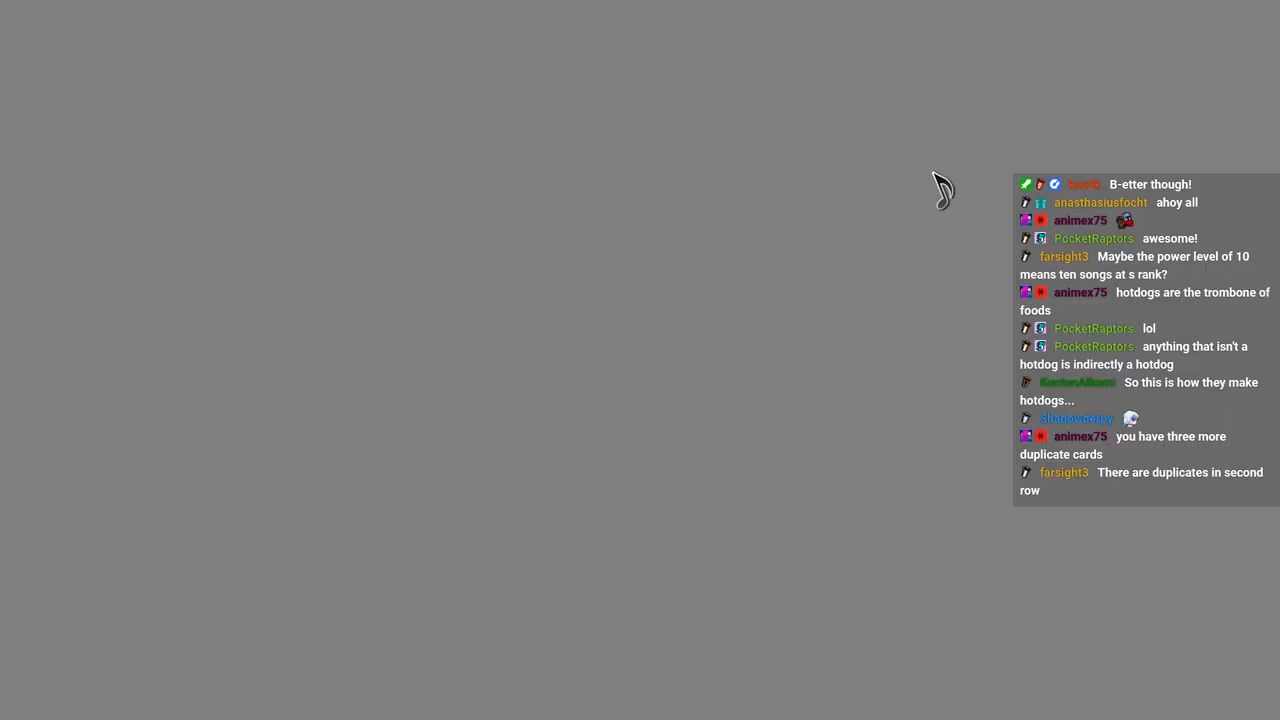 B-etter though!
anasthasiusfocht ahoy all
animex75
PocketRaptors awesome!
farsight3 Maybe the power level of 10
means ten songs at s rank?
animex75 hotdogs are the trombone of
foods
PocketRaptors lol
PocketRaptors anything that isn't a
hotdog is indirectly a hotdog
So this is how they make
hotdogs...
Shadowderpy
animex75 you have three more
duplicate cards
farsight3 There are duplicates in second
row